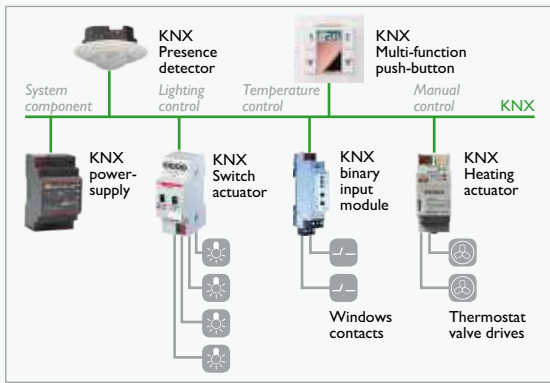 KNX
Presence
detector
KNX
Multi-function
push-button
System
component
Lighting
control
Temperature
control
Manual
control
KNX
KNX
power-
supply
KNX
Switch
actuator
KNX
binary
input
module
KNX
Heating
actuator
Windows
contacts
Thermostat
valve drives